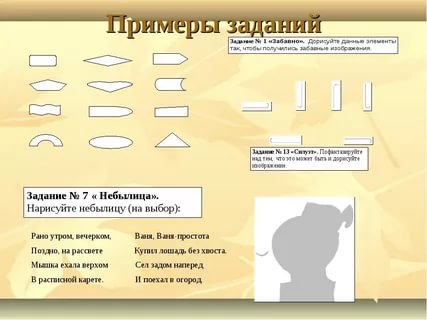 Примеры заданий
Задание № 1 «Забавно». Дорисуйте данные элементы
так, чтобы получились забавные изображения.
Задание № 13 «Силуэт». Пофантазируйте
над тем, что это может быть и дорисуйте
изображение
Задание № 7 « Небылица».
Нарисуйте небылицу (на выбор):
Рано утром, вечерком,
Поздно, на рассвете
Мышка ехала верхом
В расписной карете.
Ваня, Ваня-простота
Купил лошадь без хвоста.
Сел задом наперед
И поехал в огород.